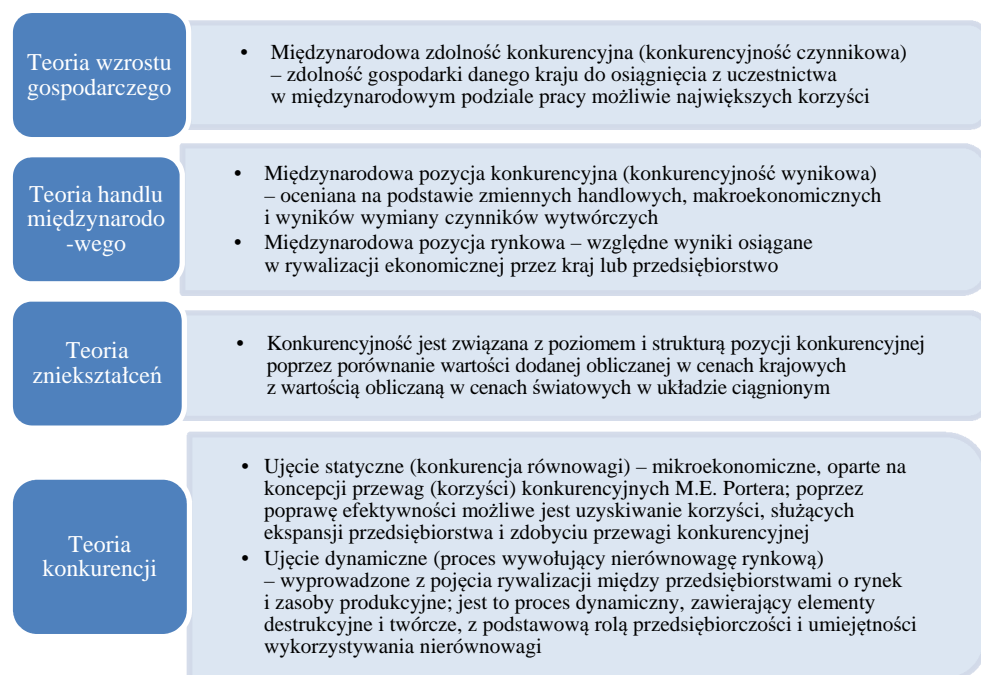 Teoria wzrostu
gospodarczego
• Międzynarodowa zdolność konkurencyjna (konkurencyjność czynnikowa)
– zdolność gospodarki danego kraju do osiągnięcia z uczestnictwa
w międzynarodowym podziale pracy możliwie największych korzyści
Teoria handlu
międzynarodo
-wego
• Międzynarodowa pozycja konkurencyjna (konkurencyjność wynikowa)
– oceniana na podstawie zmiennych handlowych, makroekonomicznych
i wyników wymiany czynników wytwórczych
• Międzynarodowa pozycja rynkowa – względne wyniki osiągane
w rywalizacji ekonomicznej przez kraj lub przedsiębiorstwo
Teoria
zniekształceń
• Konkurencyjność jest związana z poziomem i strukturą pozycji konkurencyjnej
poprzez porównanie wartości dodanej obliczanej w cenach krajowych
z wartością obliczaną w cenach światowych w układzie ciągnionym
Teoria
konkurencji
• Ujęcie statyczne (konkurencja równowagi) – mikroekonomiczne, oparte na
koncepcji przewag (korzyści) konkurencyjnych M.E. Portera; poprzez
poprawę efektywności możliwe jest uzyskiwanie korzyści, służących
ekspansji przedsiębiorstwa i zdobyciu przewagi konkurencyjnej
• Ujęcie dynamiczne (proces wywołujący nierównowagę rynkową)
– wyprowadzone z pojęcia rywalizacji między przedsiębiorstwami o rynek
i zasoby produkcyjne; jest to proces dynamiczny, zawierający elementy
destrukcyjne i twórcze, z podstawową rolą przedsiębiorczości i umiejętności
wykorzystywania nierównowagi